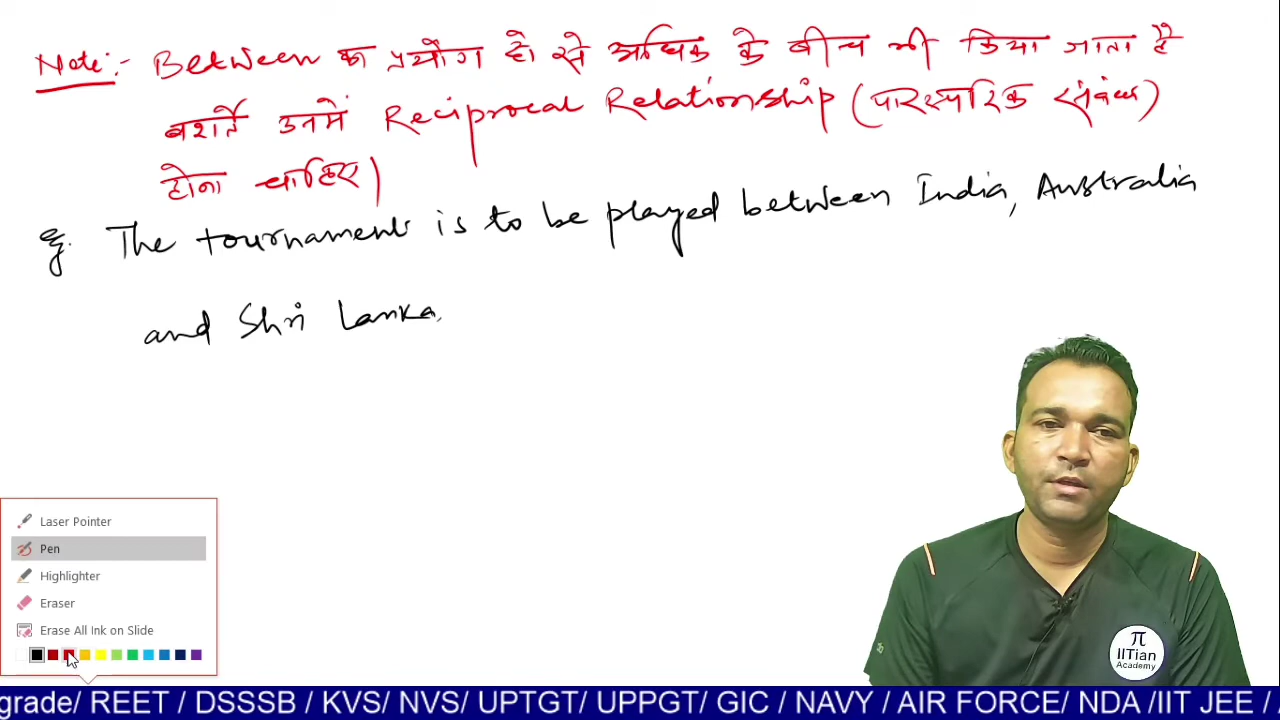 Note:- Between का प्रयोग दो से अधिक के बीच भी किया जाता है
बशर्ते उनमें Reciprocal Relationship (पारस्परिक संबंध)
होना चाहिए।
Eg. The tournament is to be played between India, Australia
and Shri Lanka.
Laser Pointer
Pen
Highlighter
Eraser
Erase All Ink on Slide
π
IITian
Academy
grade/ REET / DSSSB / KVS/ NVS/ UPTGT/ UPPGT/ GIC / NAVY / AIR FORCE/ NDA /IIT JEE /